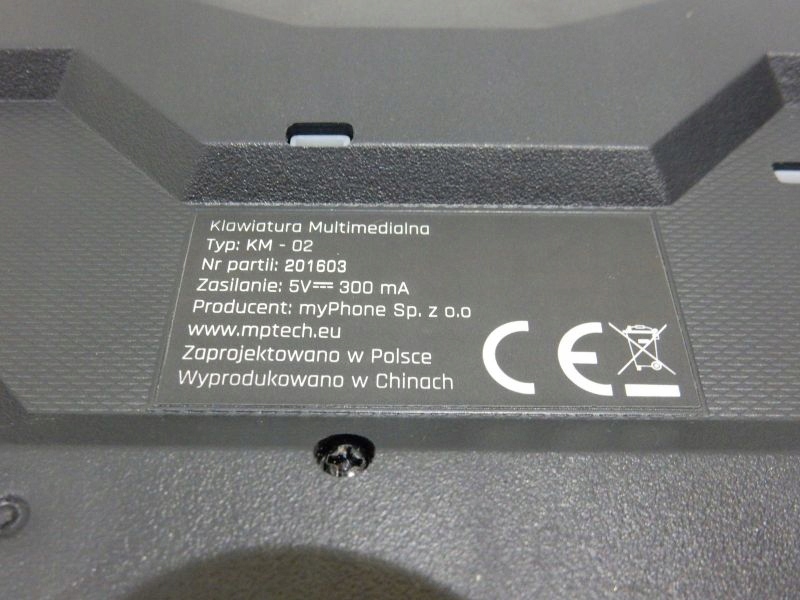 Klawiatura Multimedialna
Typ: KM - 02
Nr partii: 201603
Zasilanie: 5V⎓ 300 mA
Producent: myPhone Sp. z o.o
www.mptech.eu
Zaprojektowano w Polsce
Wyprodukowano w Chinach
CE